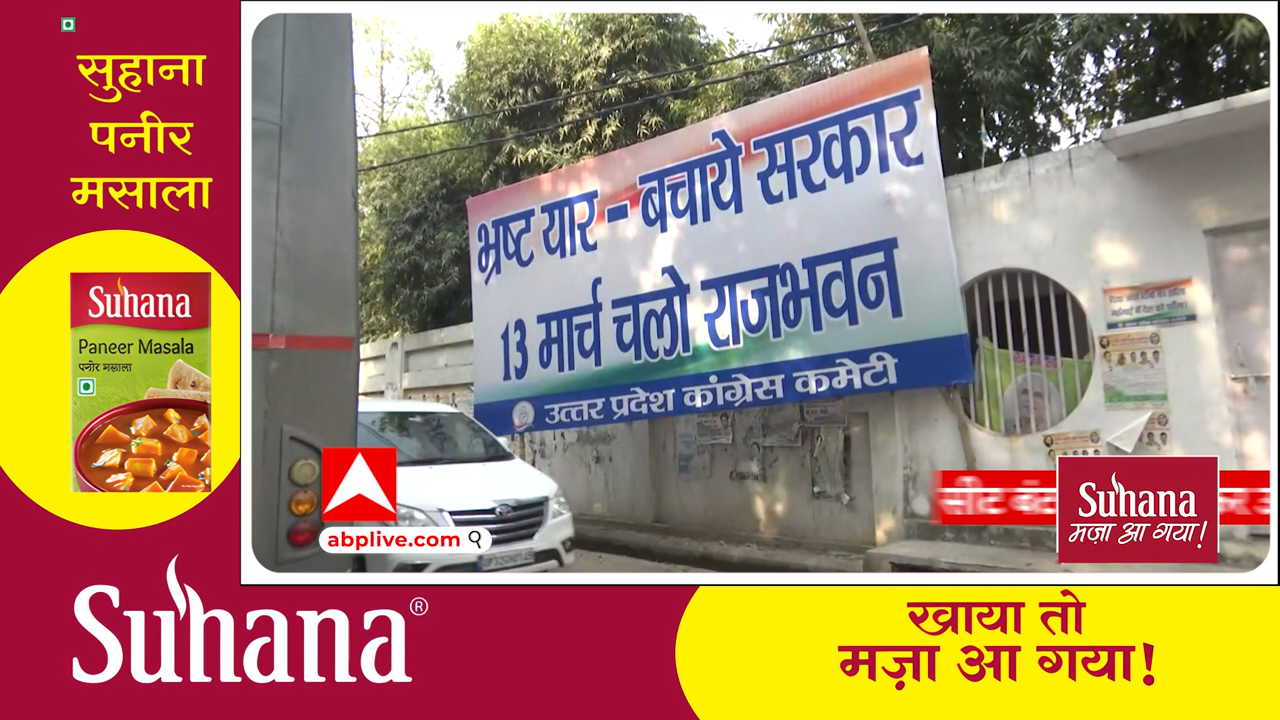 सुहाना
पनीर
मसाला
Suhana
Paneer Masala
पनीर मसाला
भ्रष्ट यार - बचाये सरकार
13 मार्च चलो राजभवन
उत्तर प्रदेश कांग्रेस कमेटी
abplive.com
सीट
Suhana
मज़ा आ गया!
Suhana®
खाया तो
मज़ा आ गया!